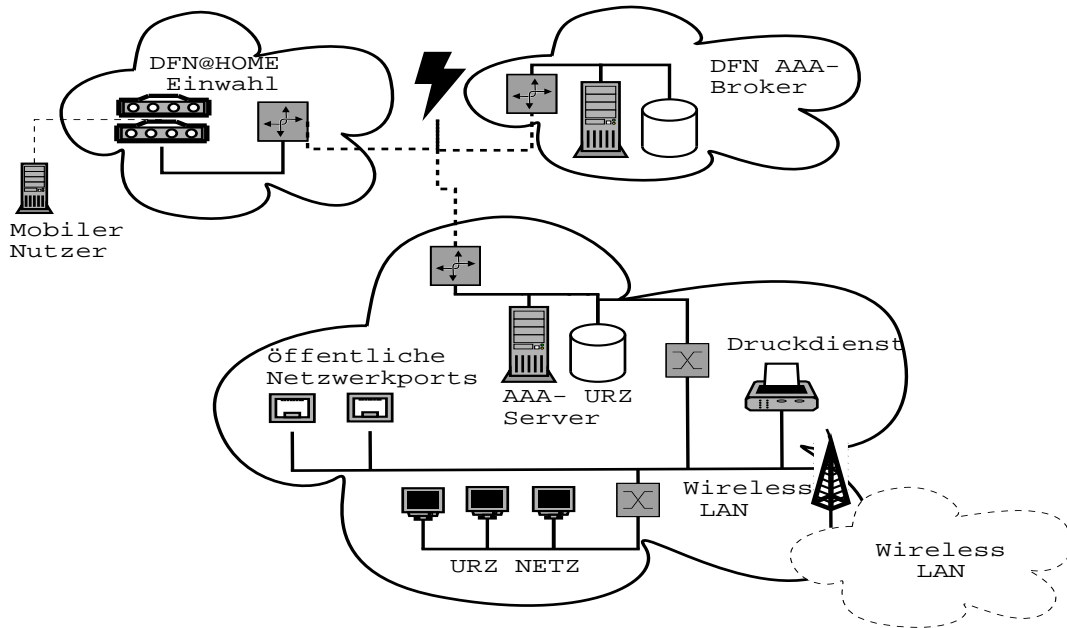 DFN@HOME
Einwahl
DFN AAA-
Broker
Mobiler
Nutzer
öffentliche
Netzwerkports
AAA- URZ
Server
Druckdienst
Wireless
LAN
URZ NETZ
Wireless
LAN